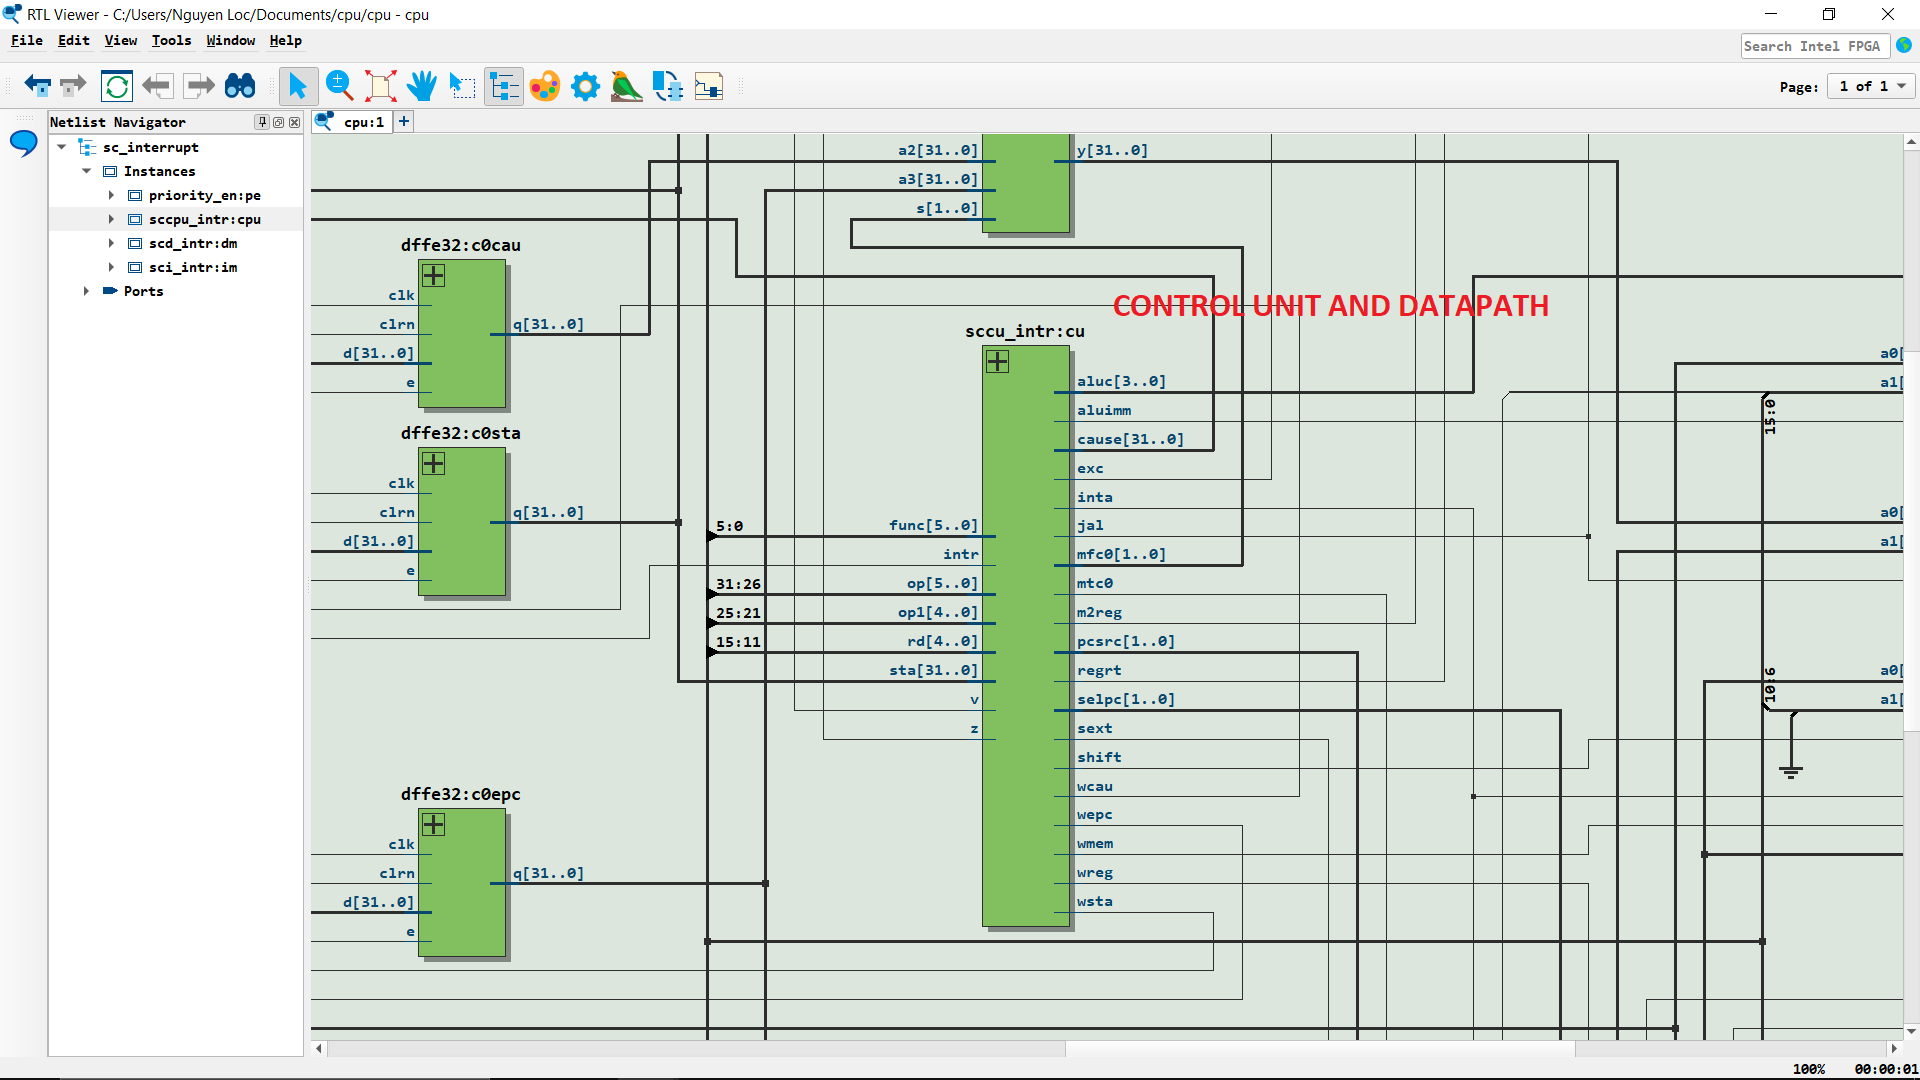 RTL Viewer - C:/Users/Nguyen Loc/Documents/cpu/cpu - cpu
File Edit View Tools Window Help
Search Intel FPGA
Page: 1 of 1
Netlist Navigator
cpu:1
sc_interrupt
Instances
priority_en:pe
sccpu_intr:cpu
scd_intr:dm
sci_intr:im
Ports
a2[31..0]
a3[31..0]
s[1..0]
y[31..0]
dffe32:c0cau
clk
clrn
d[31..0]
e
q[31..0]
dffe32:c0sta
clk
clrn
d[31..0]
e
q[31..0]
dffe32:c0epc
clk
clrn
d[31..0]
e
q[31..0]
CONTROL UNIT AND DATAPATH
sccu_intr:cu
5:0
31:26
25:21
15:11
func[5..0]
intr
op[5..0]
op1[4..0]
rd[4..0]
sta[31..0]
v
z
aluc[3..0]
aluimm
cause[31..0]
exc
inta
jal
mfc0[1..0]
mtc0
m2reg
pcsrc[1..0]
regrt
selpc[1..0]
sext
shift
wcau
wepc
wmem
wreg
wsta
a0[
a1[
15:0
a0[
a1[
a0[
a1[
10:6
100% 00:00:01